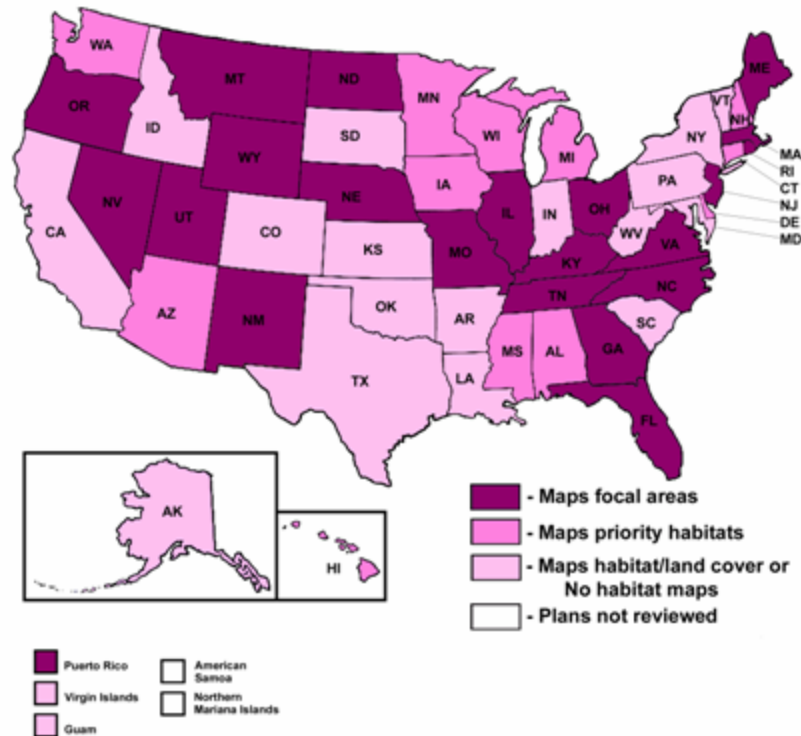 WA
MT
ND
MN
ME
VT
NH
OR
ID
SD
WI
MI
NY
MA
WY
RI
IA
PA
CT
NE
NJ
NV
UT
IL
IN
OH
DE
CA
CO
WV
MD
KS
MO
VA
KY
NC
TN
OK
AZ
NM
AR
SC
MS
AL
GA
TX
LA
FL
AK
HI
- Maps focal areas
- Maps priority habitats
- Maps habitat/land cover or
No habitat maps
- Plans not reviewed
Puerto Rico
American
Samoa
Virgin Islands
Northern
Mariana Islands
Guam